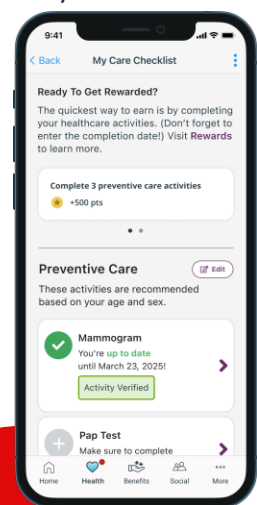 9:41
Back
My Care Checklist
Ready To Get Rewarded?
The quickest way to earn is by completing
your healthcare activities. (Don't forget to
enter the completion date!) Visit Rewards
to learn more.
Complete 3 preventive care activities
+500 pts
Preventive Care
Edit
These activities are recommended
based on your age and sex.
Mammogram
You're up to date
until March 23, 2025!
Activity Verified
Pap Test
Make sure to complete
Home
Health
Benefits
Social
More